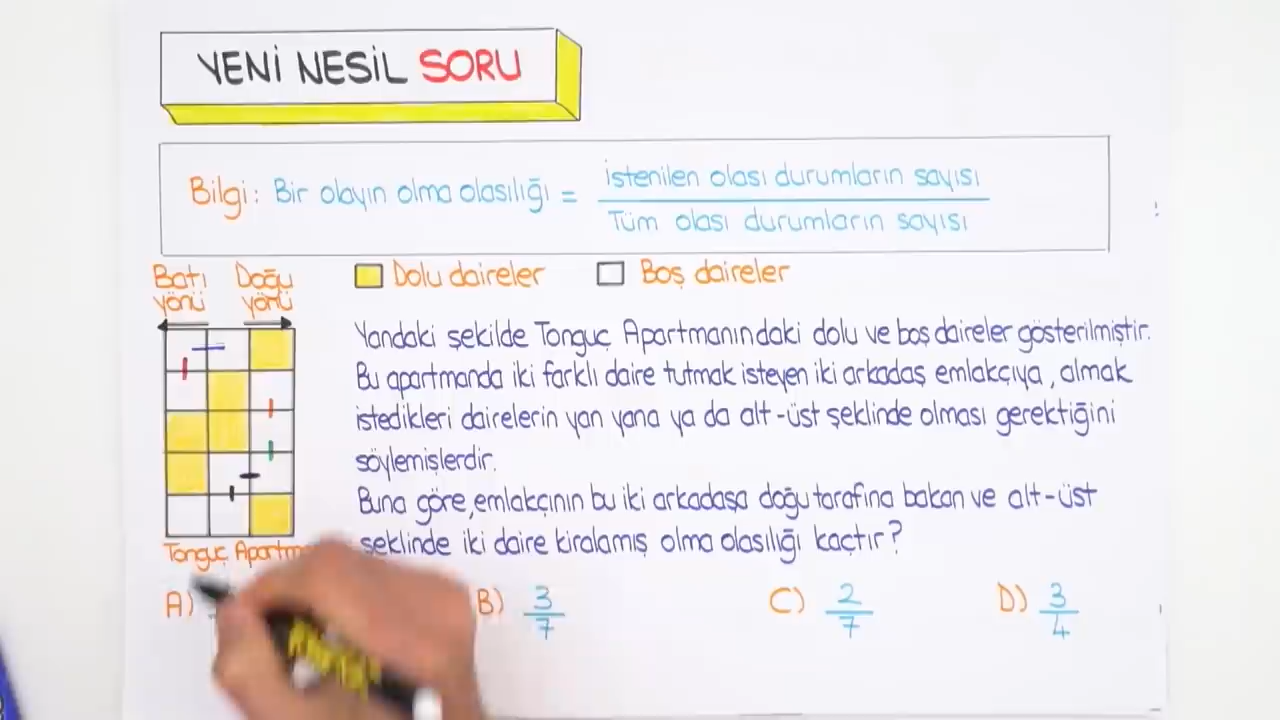 YENİ NESİL SORU
Bilgi: Bir olayın olma olasılığı = İstenilen olası durumların sayısı
Tüm olası durumların sayısı
Batı yönü
Doğu yönü
Dolu daireler
Boş daireler
Yandaki şekilde Tonguç Apartmanındaki dolu ve boş daireler gösterilmiştir.
Bu apartmanda iki farklı daire tutmak isteyen iki arkadaş emlakçıya, almak
istedikleri dairelerin yan yana ya da alt-üst şeklinde olması gerektiğini
söylemişlerdir.
Buna göre, emlakçının bu iki arkadaşa doğu tarafına bakan ve alt-üst
şeklinde iki daire kiralamış olma olasılığı kaçtır?
Tonguç
A)
B) 3/7
C) 2/7
D) 3/4